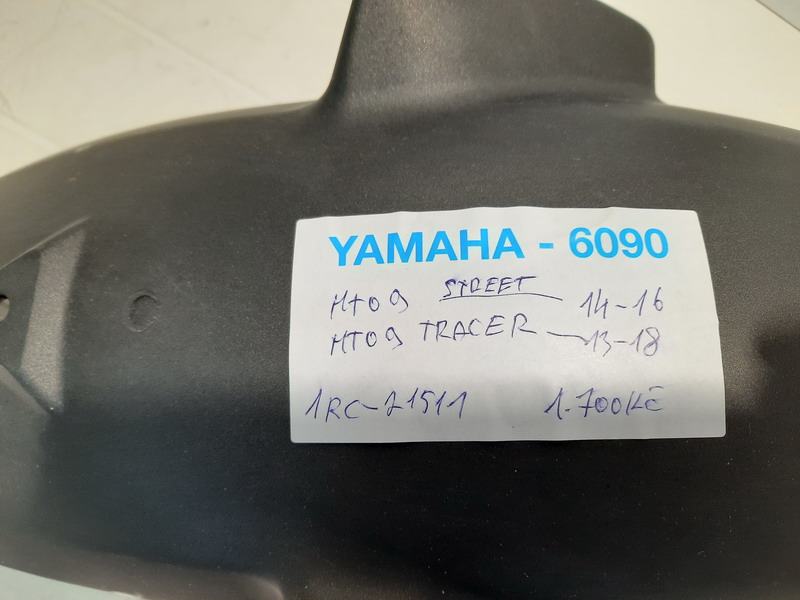 YAMAHA - 6090
MT09 STREET 14-16
MT09 TRACER 13-18
1RC-21511 1.700Kč